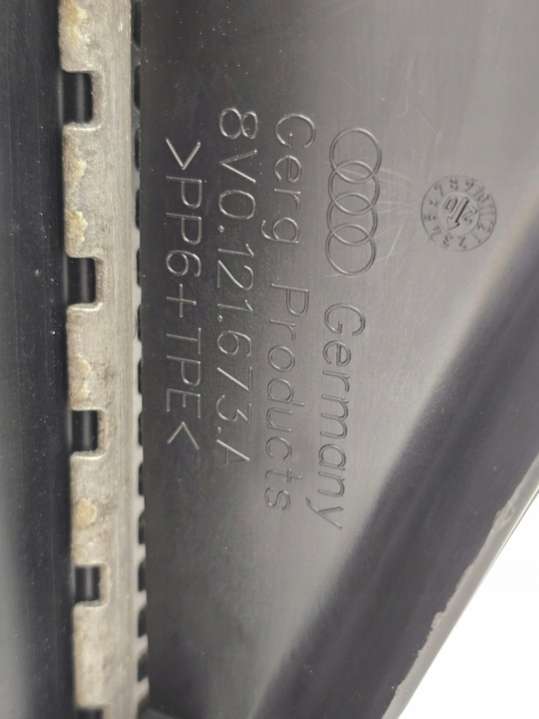 Germany
Gerg Products
8V0.121.673.A
>PP6+TPE<